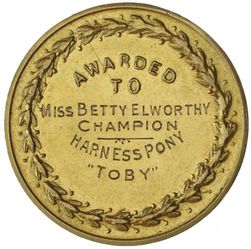 AWARDED
TO
MISS BETTY ELWORTHY
CHAMPION
HARNESS PONY
"TOBY"